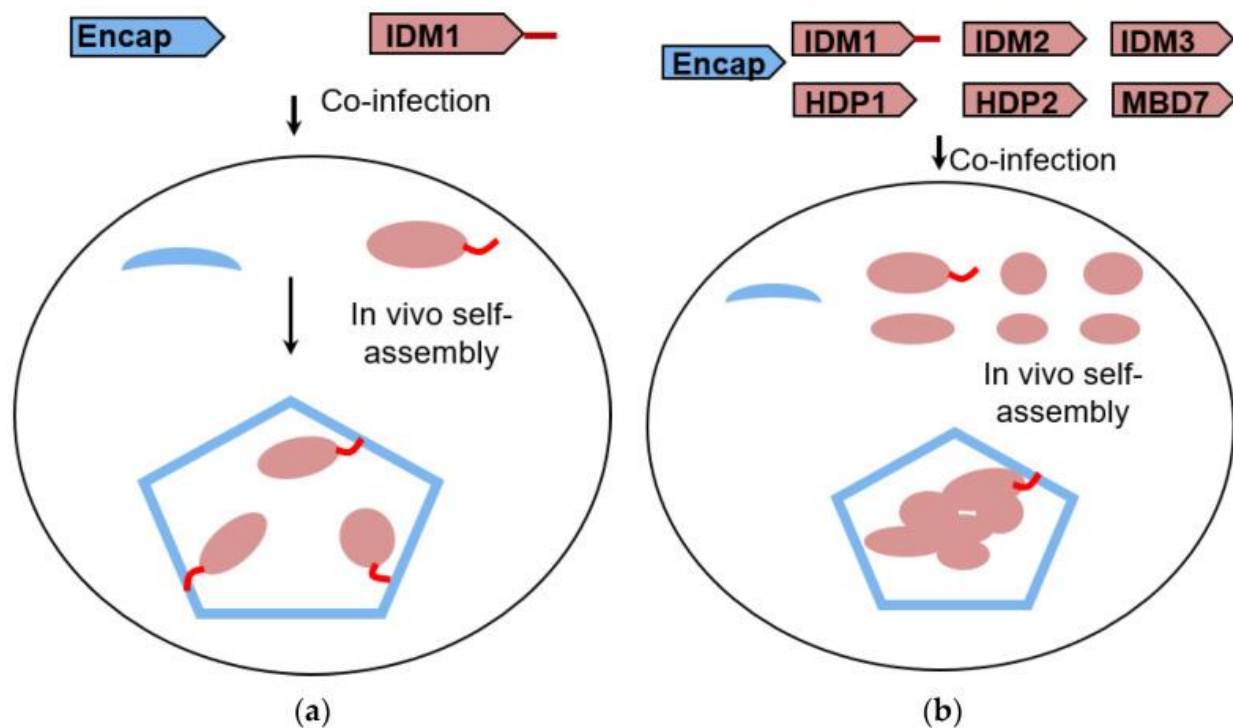 Encap
IDM1
Co-infection
In vivo self-
assembly
(a)
IDM1
IDM2
IDM3
Encap
HDP1
HDP2
MBD7
Co-infection
In vivo self-
assembly
(b)